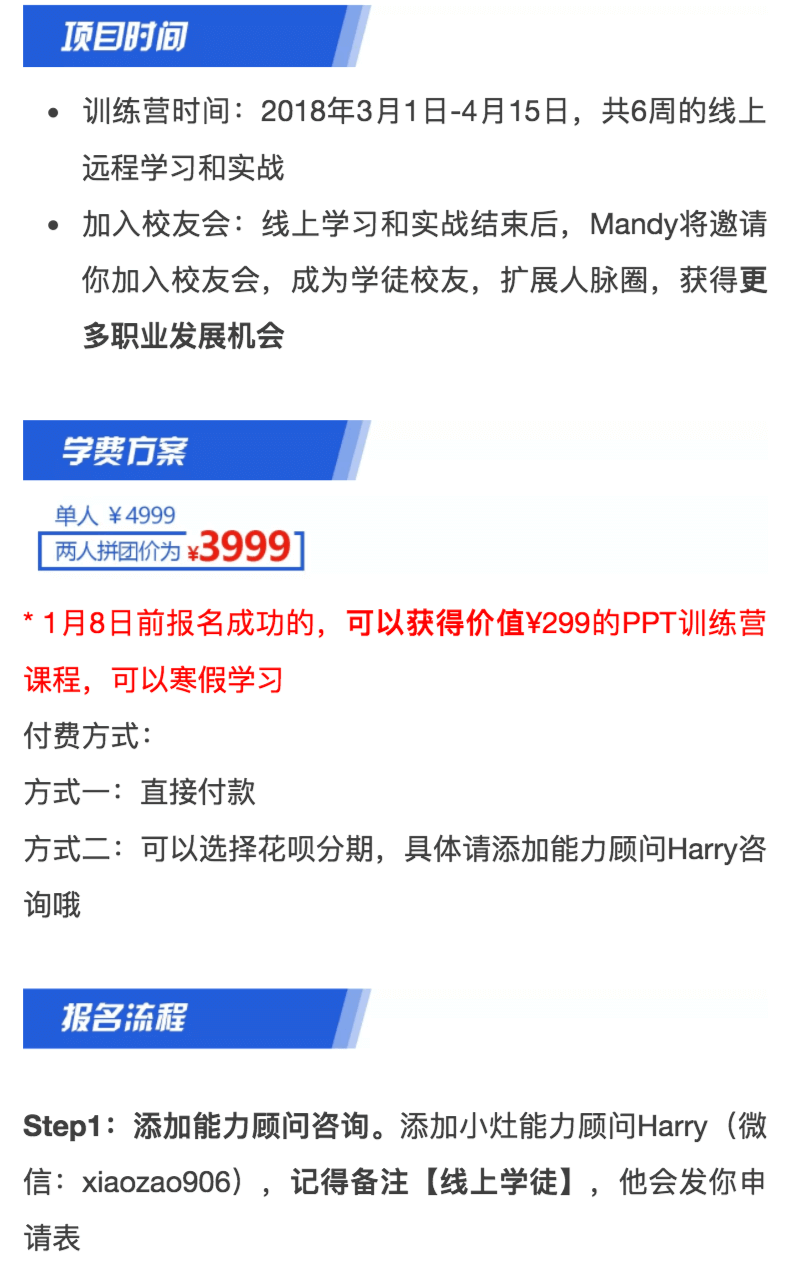 项目时间
• 训练营时间：2018年3月1日-4月15日，共6周的线上
远程学习和实战
• 加入校友会：线上学习和实战结束后，Mandy将邀请
你加入校友会，成为学徒校友，扩展人脉圈，获得更
多职业发展机会
学费方案
单人 ¥4999
两人拼团价为 ¥3999
* 1月8日前报名成功的，可以获得价值¥299的PPT训练营
课程，可以寒假学习
付费方式：
方式一：直接付款
方式二：可以选择花呗分期，具体请添加能力顾问Harry咨
询哦
报名流程
Step1：添加能力顾问咨询。添加小灶能力顾问Harry（微
信：xiaozao906），记得备注【线上学徒】，他会发你申
请表